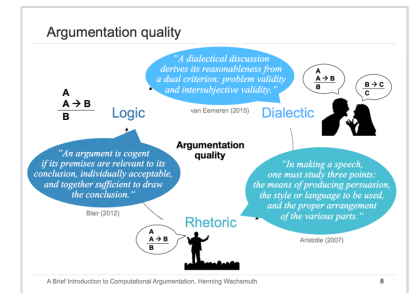 Argumentation quality
"A dialectical discussion
derives its reasonableness from
a dual criterion: problem validity
and intersubjective validity."
van Eemeren (2015)
A
A → B
B
Logic
Dialectic
A
A → B
B
B → C
C
Argumentation
quality
"An argument is cogent
if its premises are relevant to its
conclusion, individually acceptable,
and together sufficient to draw
the conclusion."
Blair (2012)
"In making a speech,
one must study three points:
the means of producing persuasion,
the style or language to be used,
and the proper arrangement
of the various parts."
Aristotle (2007)
Rhetoric
A
A → B
B
A Brief Introduction to Computational Argumentation, Henning Wachsmuth
8